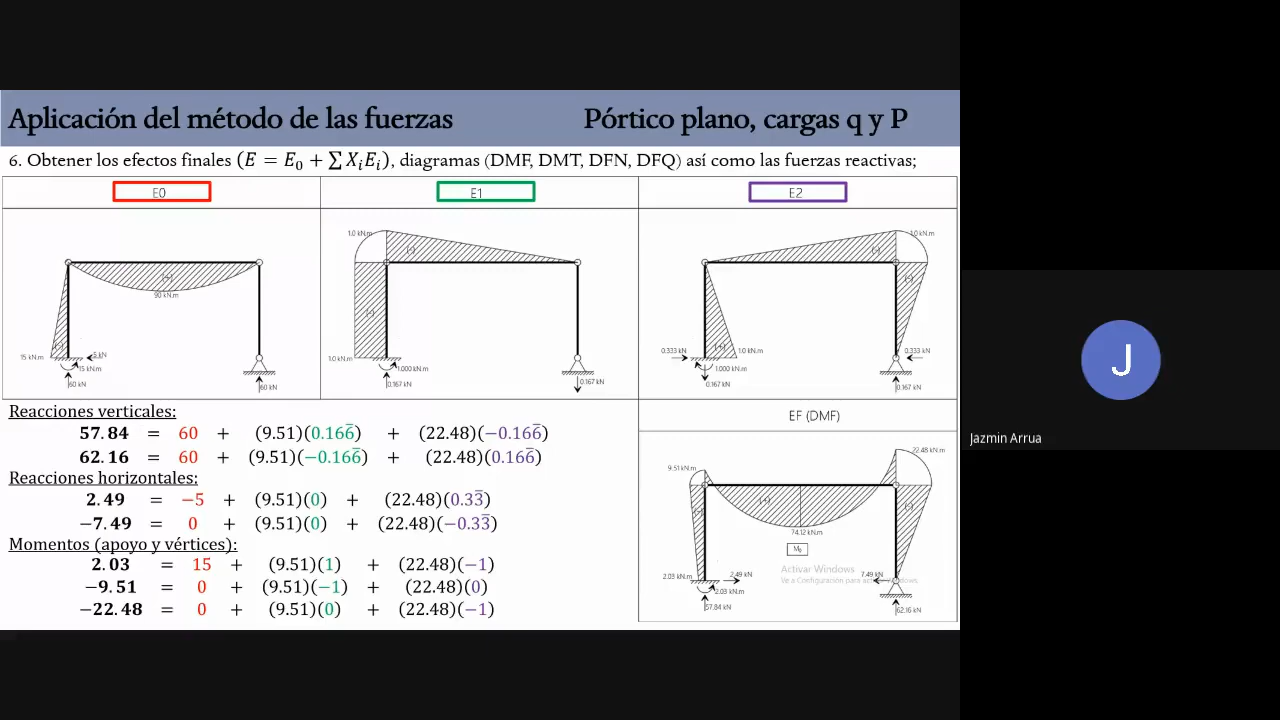 Aplicación del método de las fuerzas Pórtico plano, cargas q y P
6. Obtener los efectos finales (E = E₀ + ∑ XᵢEᵢ), diagramas (DMF, DMT, DFN, DFQ) así como las fuerzas reactivas;
E0 E1 E2
(+)
90 kN.m
15 kN.m
5 kN
15 kN.m
60 kN
60 kN
1.0 kN.m
(-)
(-)
1.0 kN.m
1.000 kN.m
0.167 kN
0.167 kN
1.0 kN.m
(-)
(-)
0.333 kN
(+)
1.0 kN.m
0.333 kN
1.000 kN.m
0.167 kN
0.167 kN
Reacciones verticales:
57.84 = 60 + (9.51)(0.166̅) + (22.48)(−0.166̅)
62.16 = 60 + (9.51)(−0.166̅) + (22.48)(0.166̅)
Reacciones horizontales:
2.49 = −5 + (9.51)(0) + (22.48)(0.33̅)
−7.49 = 0 + (9.51)(0) + (22.48)(−0.33̅)
Momentos (apoyo y vértices):
2.03 = 15 + (9.51)(1) + (22.48)(−1)
−9.51 = 0 + (9.51)(−1) + (22.48)(0)
−22.48 = 0 + (9.51)(0) + (22.48)(−1)
EF (DMF)
22.48 kN.m
9.51 kN.m
(+)
(-)
(-)
74.12 kN.m
Activar Windows
2.03 kN.m
2.49 kN
7.49 kN
2.03 kN.m
57.84 kN
62.16 kN
J
Jazmin Arrua